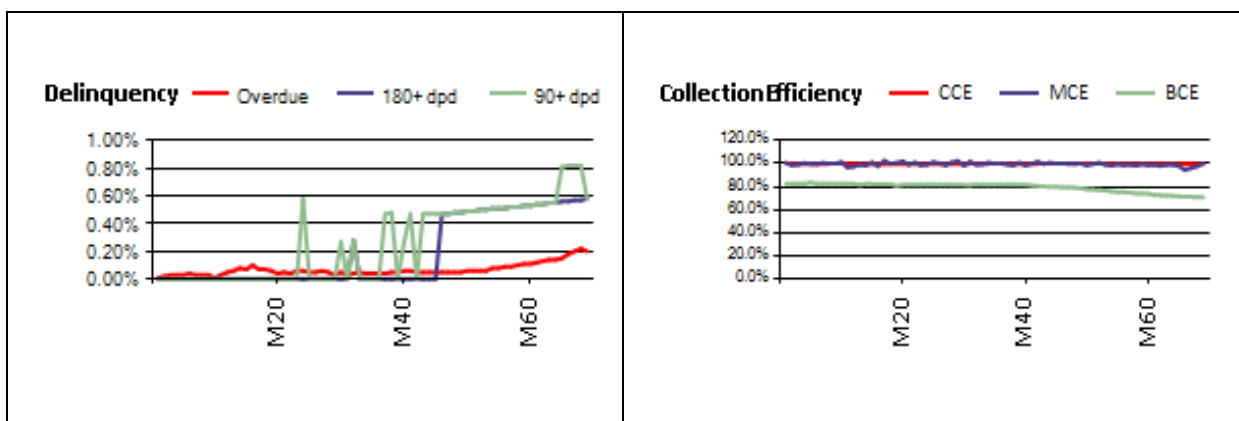 Delinquency Overdue 180+ dpd 90+ dpd
1.00%
0.80%
0.60%
0.40%
0.20%
0.00%
M20
M40
M60
Collection Efficiency CCE MCE BCE
120.0%
100.0%
80.0%
60.0%
40.0%
20.0%
0.0%
M20
M40
M60